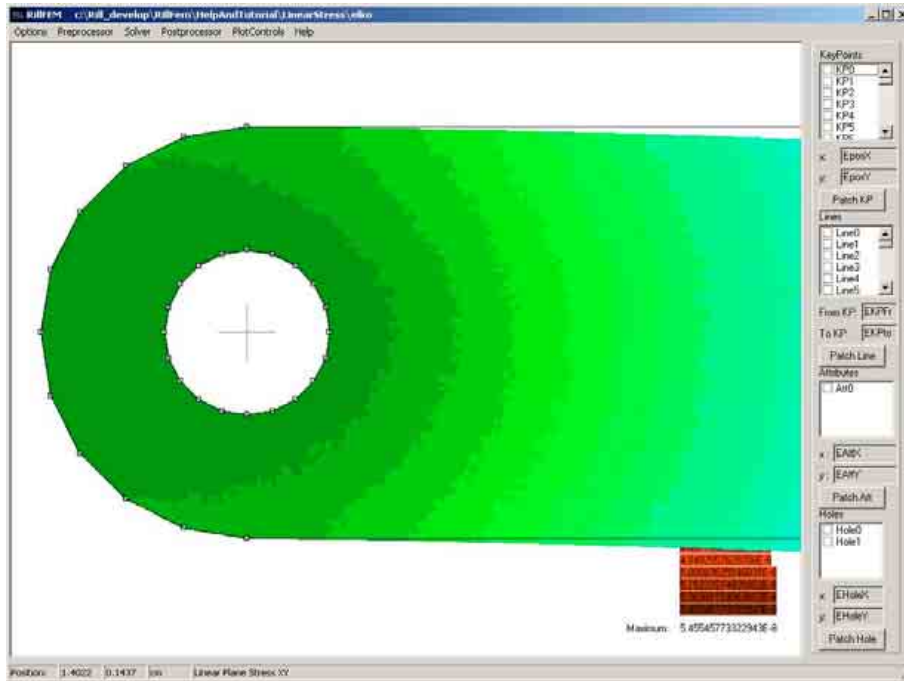 RillFEM c:\Rill_develop\RillFem\HelpAndTutorial\LinearStress\elko
Options Preprocessor Solver Postprocessor PlotControls Help
KeyPoints
KP0
KP1
KP2
KP3
KP4
KP5
KP6
x: EposX
y: EposY
Patch KP
Lines
Line0
Line1
Line2
Line3
Line4
Line5
From KP: EKPFr
To KP: EKPto
Patch Line
Attributes
Att0
x: EAttX
y: EAttY
Patch Att
Holes
Hole0
Hole1
x: EHoleX
y: EHoleY
Patch Hole
Maximum: 5.45545773322943E-8
Position: 1.4022 0.1437 cm Linear Plane Stress XY